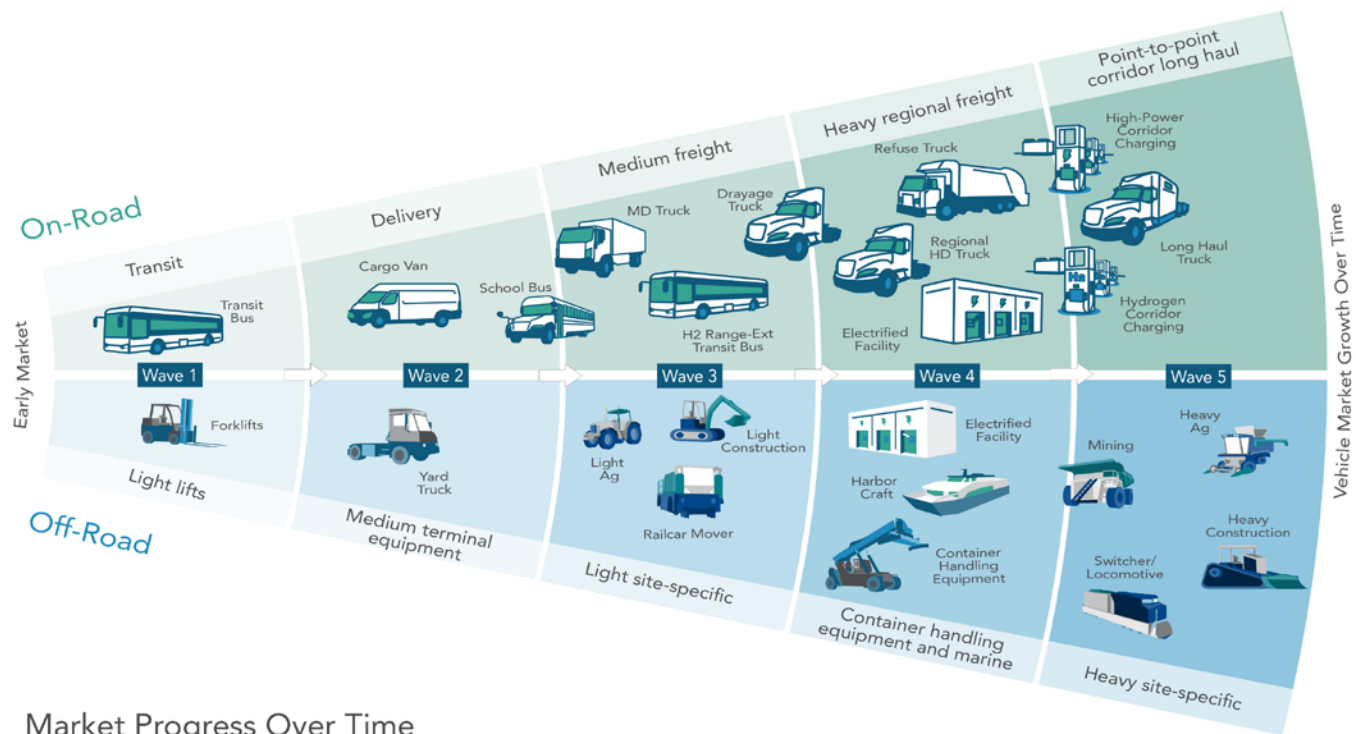 Point-to-point
corridor long haul
Heavy regional freight
Medium freight
Delivery
Transit
On-Road
High-Power
Corridor
Charging
Refuse Truck
Drayage
Truck
MD Truck
Regional
HD Truck
Long Haul
Truck
Cargo Van
School Bus
Transit
Bus
H2 Range-Ext
Transit Bus
Electrified
Facility
H2
Hydrogen
Corridor
Charging
Early Market
Wave 1
Wave 2
Wave 3
Wave 4
Wave 5
Vehicle Market Growth Over Time
Forklifts
Yard
Truck
Light
Ag
Light
Construction
Railcar Mover
Electrified
Facility
Harbor
Craft
Container
Handling
Equipment
Mining
Heavy
Ag
Heavy
Construction
Switcher/
Locomotive
Light lifts
Off-Road
Medium terminal
equipment
Light site-specific
Container handling
equipment and marine
Heavy site-specific
Market Progress Over Time